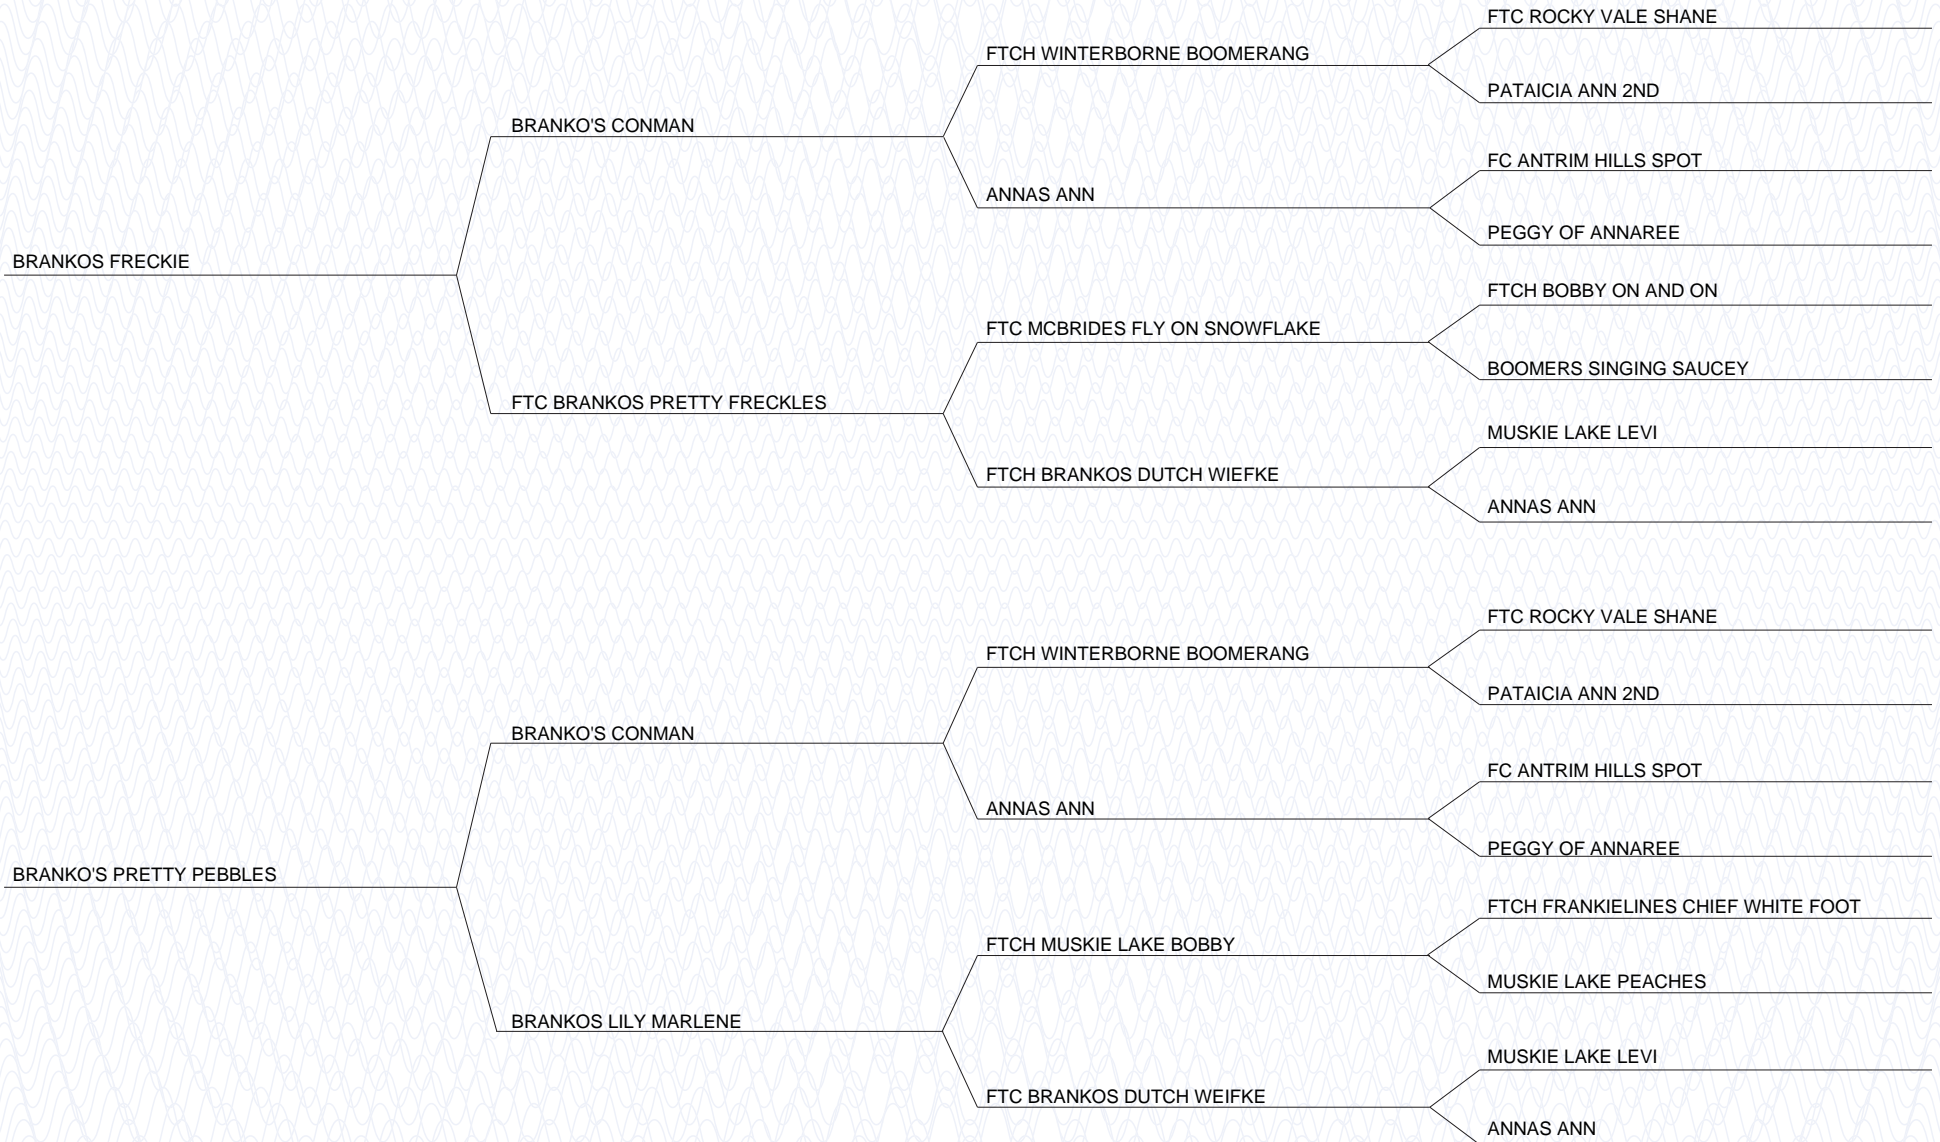 FTC ROCKY VALE SHANE
FTCH WINTERBORNE BOOMERANG
PATAICIA ANN 2ND
BRANKO'S CONMAN
FC ANTRIM HILLS SPOT
ANNAS ANN
PEGGY OF ANNAREE
BRANKOS FRECKIE
FTCH BOBBY ON AND ON
FTC MCBRIDES FLY ON SNOWFLAKE
BOOMERS SINGING SAUCEY
FTC BRANKOS PRETTY FRECKLES
MUSKIE LAKE LEVI
FTCH BRANKOS DUTCH WIEFKE
ANNAS ANN
FTC ROCKY VALE SHANE
FTCH WINTERBORNE BOOMERANG
PATAICIA ANN 2ND
BRANKO'S CONMAN
FC ANTRIM HILLS SPOT
ANNAS ANN
PEGGY OF ANNAREE
BRANKO'S PRETTY PEBBLES
FTCH FRANKIELINES CHIEF WHITE FOOT
FTCH MUSKIE LAKE BOBBY
MUSKIE LAKE PEACHES
BRANKOS LILY MARLENE
MUSKIE LAKE LEVI
FTC BRANKOS DUTCH WEIFKE
ANNAS ANN